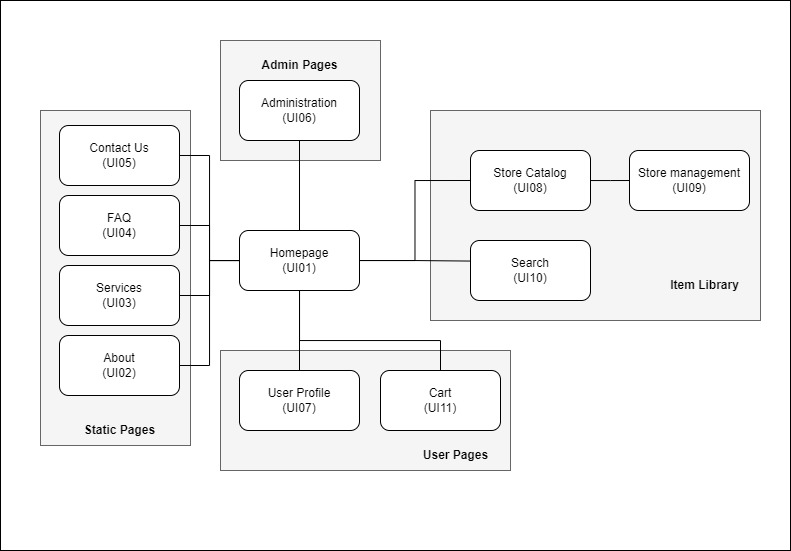 Admin Pages
Administration
(UI06)
Contact Us
(UI05)
FAQ
(UI04)
Services
(UI03)
About
(UI02)
Static Pages
Homepage
(UI01)
Store Catalog
(UI08)
Store management
(UI09)
Search
(UI10)
Item Library
User Profile
(UI07)
Cart
(UI11)
User Pages